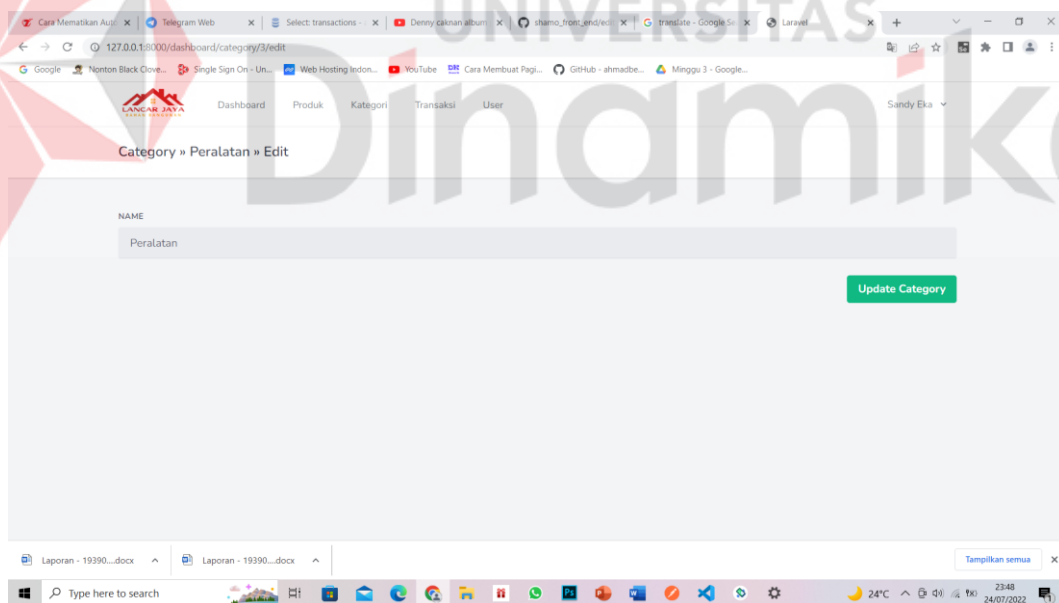 UNIVERSITAS
Dinamika
Cara Mematikan Auto
Telegram Web
Select: transactions -
Denny caknan album
shamo_front_end/edi
translate - Google Se
Laravel
127.0.0.1:8000/dashboard/category/3/edit
Google
Nonton Black Clove...
Single Sign On - Un...
Web Hosting Indon...
YouTube
Cara Membuat Pagi...
GitHub - ahmadbe...
Minggu 3 - Google...
LANCAR JAYA
Dashboard
Produk
Kategori
Transaksi
User
Sandy Eka
Category » Peralatan » Edit
NAME
Peralatan
Update Category
Laporan - 19390....docx
Laporan - 19390....docx
Tampilkan semua
Type here to search
24°C
23:48
24/07/2022